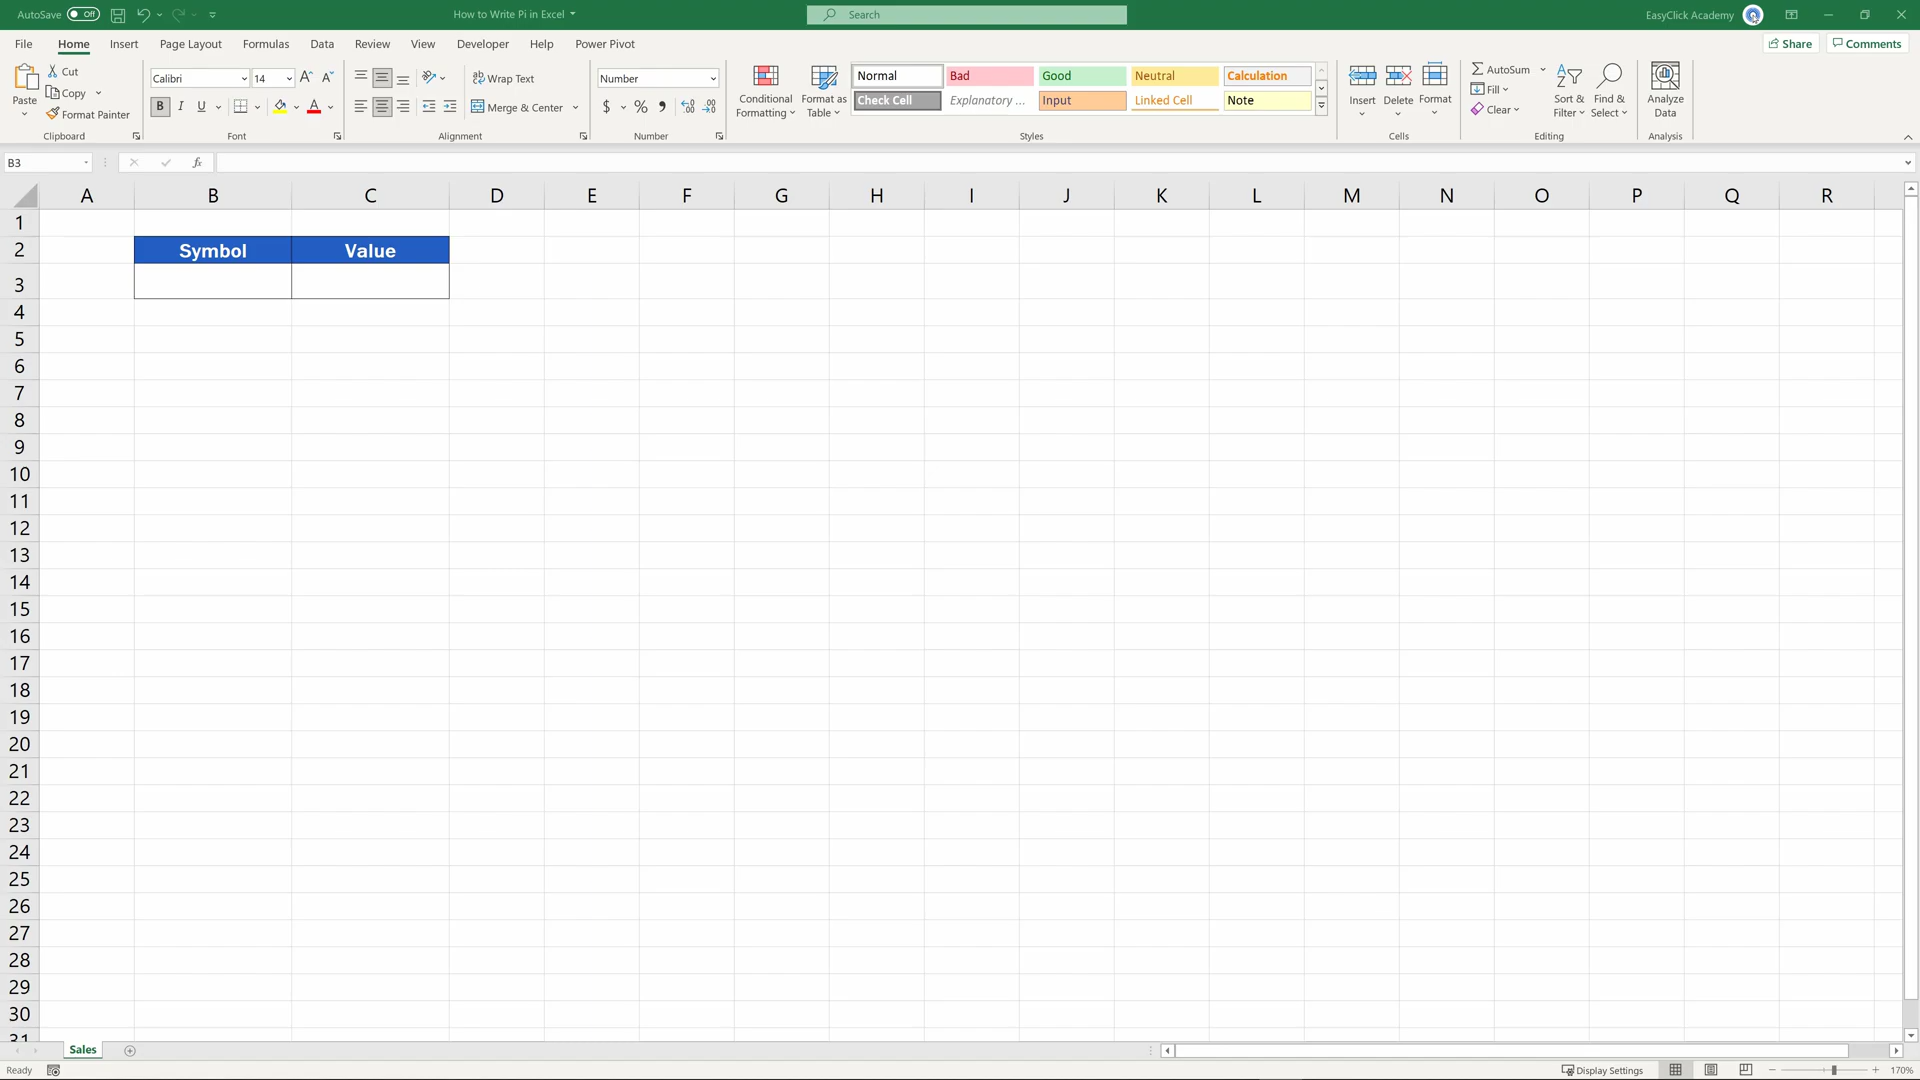 AutoSave Off
How to Write Pi in Excel
Search
EasyClick Academy
File Home Insert Page Layout Formulas Data Review View Developer Help Power Pivot
Share Comments
Paste
Cut
Copy
Format Painter
Clipboard
Calibri 14
B I U
Font
Wrap Text
Merge & Center
Alignment
Number
$ % ,
Number
Conditional Formatting
Format as Table
Normal Bad Good Neutral Calculation
Check Cell Explanatory ... Input Linked Cell Note
Styles
Insert Delete Format
Cells
AutoSum
Fill
Clear
Sort & Filter
Find & Select
Editing
Analyze Data
Analysis
B3
fx
A B C D E F G H I J K L M N O P Q R
1
2 Symbol Value
3
4
5
6
7
8
9
10
11
12
13
14
15
16
17
18
19
20
21
22
23
24
25
26
27
28
29
30
31
Sales
Ready
Display Settings
170%